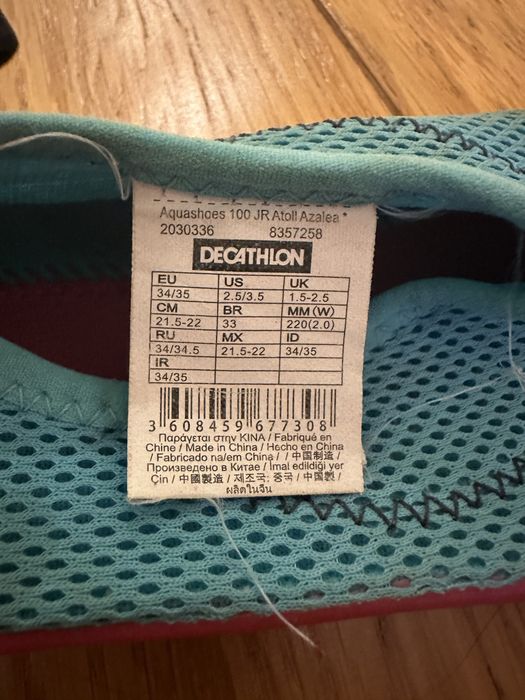 Aquashoes 100 JR Atoll Azalea *
2030336 8357258
DECATHLON
EU US UK
34/35 2.5/3.5 1.5-2.5
CM BR MM(W)
21.5-22 33 220(2.0)
RU MX ID
34/34.5 21.5-22 34/35
IR
34/35
3 608459 677308
Παράγεται στην ΚΙΝΑ / Fabriqué en
Chine / Made in China / Hecho en China
/ Fabricado na/em China / / 中国制造 /
Произведено в Китае / İmal edildiği yer
Çin / 中國製造 / 제조국: 중국 / 中国製 /
ผลิตในจีน